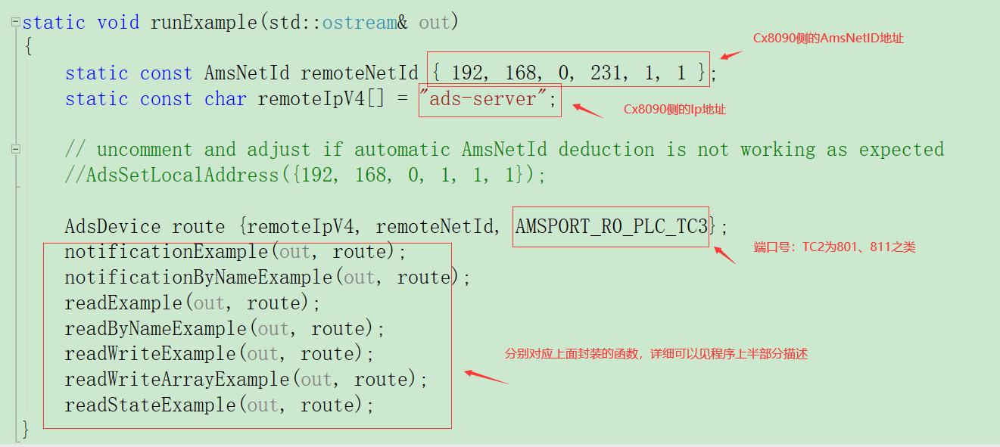 static void runExample(std::ostream& out)
{
Cx8090侧的AmsNetID地址
static const AmsNetId remoteNetId { 192, 168, 0, 231, 1, 1 };
static const char remoteIpV4[] = "ads-server";
Cx8090侧的Ip地址
// uncomment and adjust if automatic AmsNetId deduction is not working as expected
//AdsSetLocalAddress({192, 168, 0, 1, 1, 1});
AdsDevice route {remoteIpV4, remoteNetId, AMSPORT_R0_PLC_TC3};
端口号：TC2为801、811之类
notificationExample(out, route);
notificationByNameExample(out, route);
readExample(out, route);
readByNameExample(out, route);
readWriteExample(out, route);
分别对应上面封装的函数，详细可以见程序上半部分描述
readWriteArrayExample(out, route);
readStateExample(out, route);
}